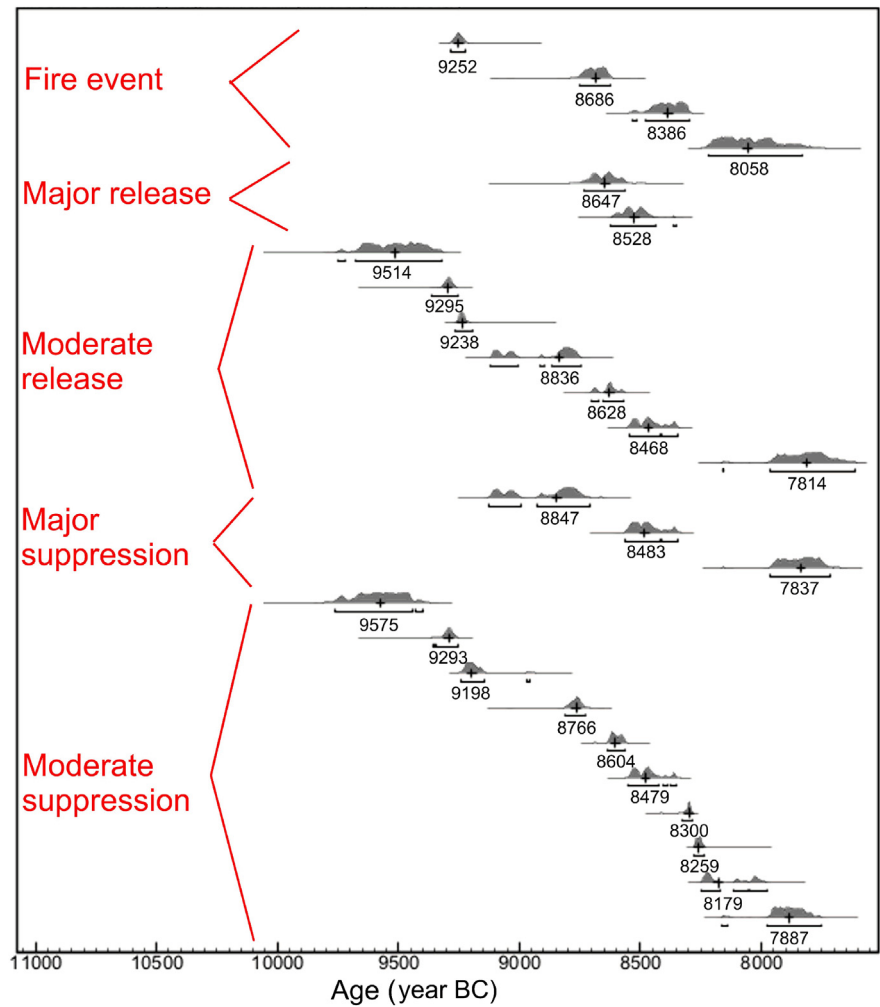 Fire event
9252
8686
8386
8058
Major release
8647
8528
Moderate
release
9514
9295
9238
8836
8628
8468
7814
Major
suppression
8847
8483
7837
Moderate
suppression
9575
9293
9198
8766
8604
8479
8300
8259
8179
7887
11000 10500 10000 9500 9000 8500 8000
Age (year BC)